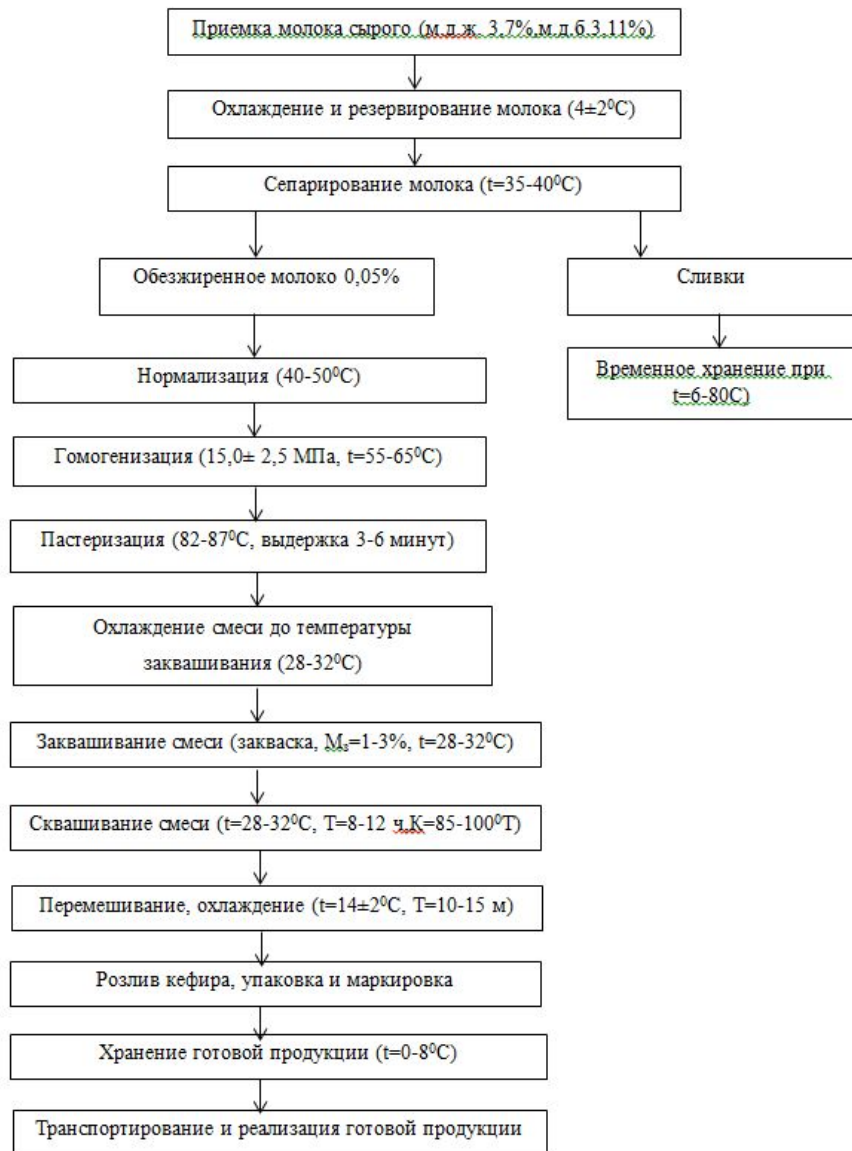 Приемка молока сырого (м.д.ж. 3,7%,м.д.б.3,11%)
Охлаждение и резервирование молока (4±2⁰С)
Сепарирование молока (t=35-40⁰С)
Обезжиренное молоко 0,05%
Сливки
Нормализация (40-50⁰С)
Временное хранение при
t=6-80С)
Гомогенизация (15,0± 2,5 МПа, t=55-65⁰С)
Пастеризация (82-87⁰С, выдержка 3-6 минут)
Охлаждение смеси до температуры
заквашивания (28-32⁰С)
Заквашивание смеси (закваска, Мз=1-3%, t=28-32⁰С)
Сквашивание смеси (t=28-32⁰С, Т=8-12 ч,К=85-100⁰Т)
Перемешивание, охлаждение (t=14±2⁰С, Т=10-15 м)
Розлив кефира, упаковка и маркировка
Хранение готовой продукции (t=0-8⁰С)
Транспортирование и реализация готовой продукции